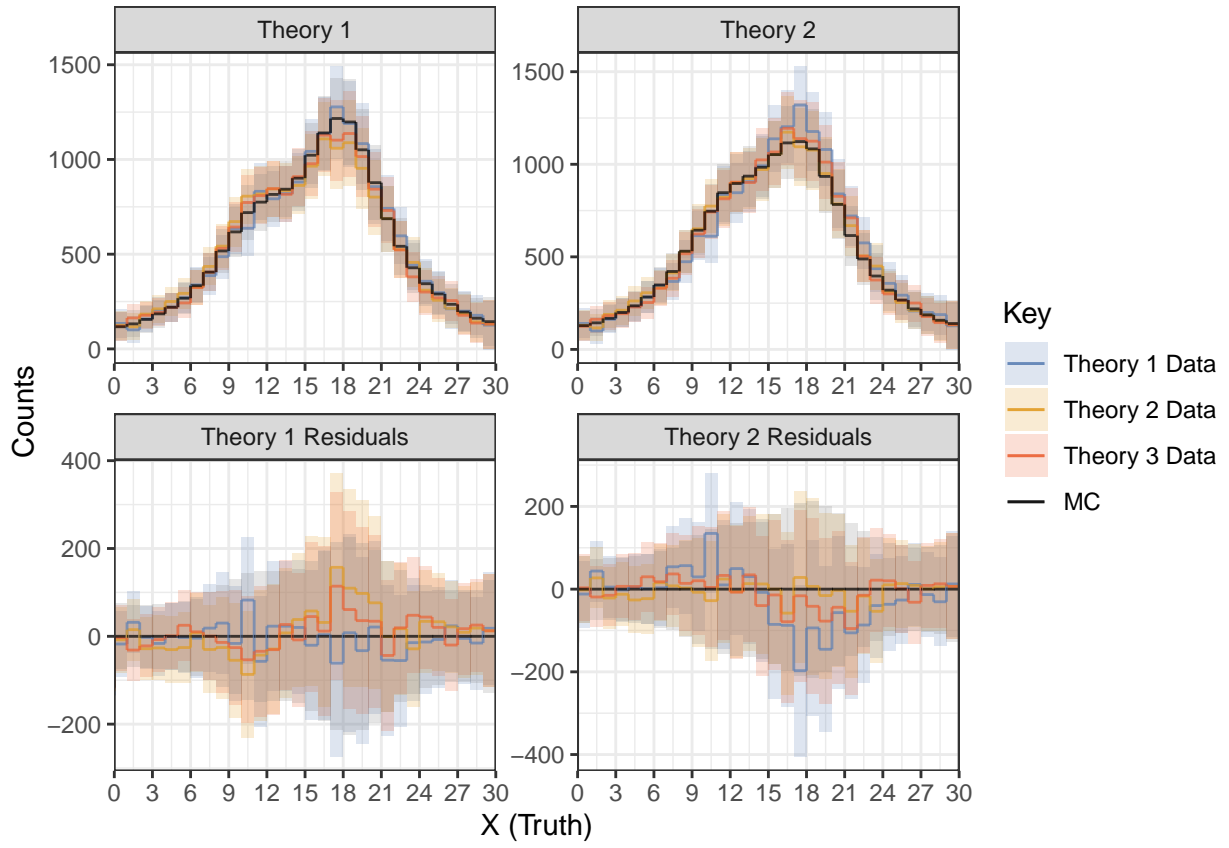 Theory 1
Theory 2
1500
1000
500
0
1500
1000
500
0
0 3 6 9 12 15 18 21 24 27 30
0 3 6 9 12 15 18 21 24 27 30
Counts
Theory 1 Residuals
Theory 2 Residuals
400
200
0
−200
200
0
−200
−400
0 3 6 9 12 15 18 21 24 27 30
0 3 6 9 12 15 18 21 24 27 30
X (Truth)
Key
Theory 1 Data
Theory 2 Data
Theory 3 Data
MC